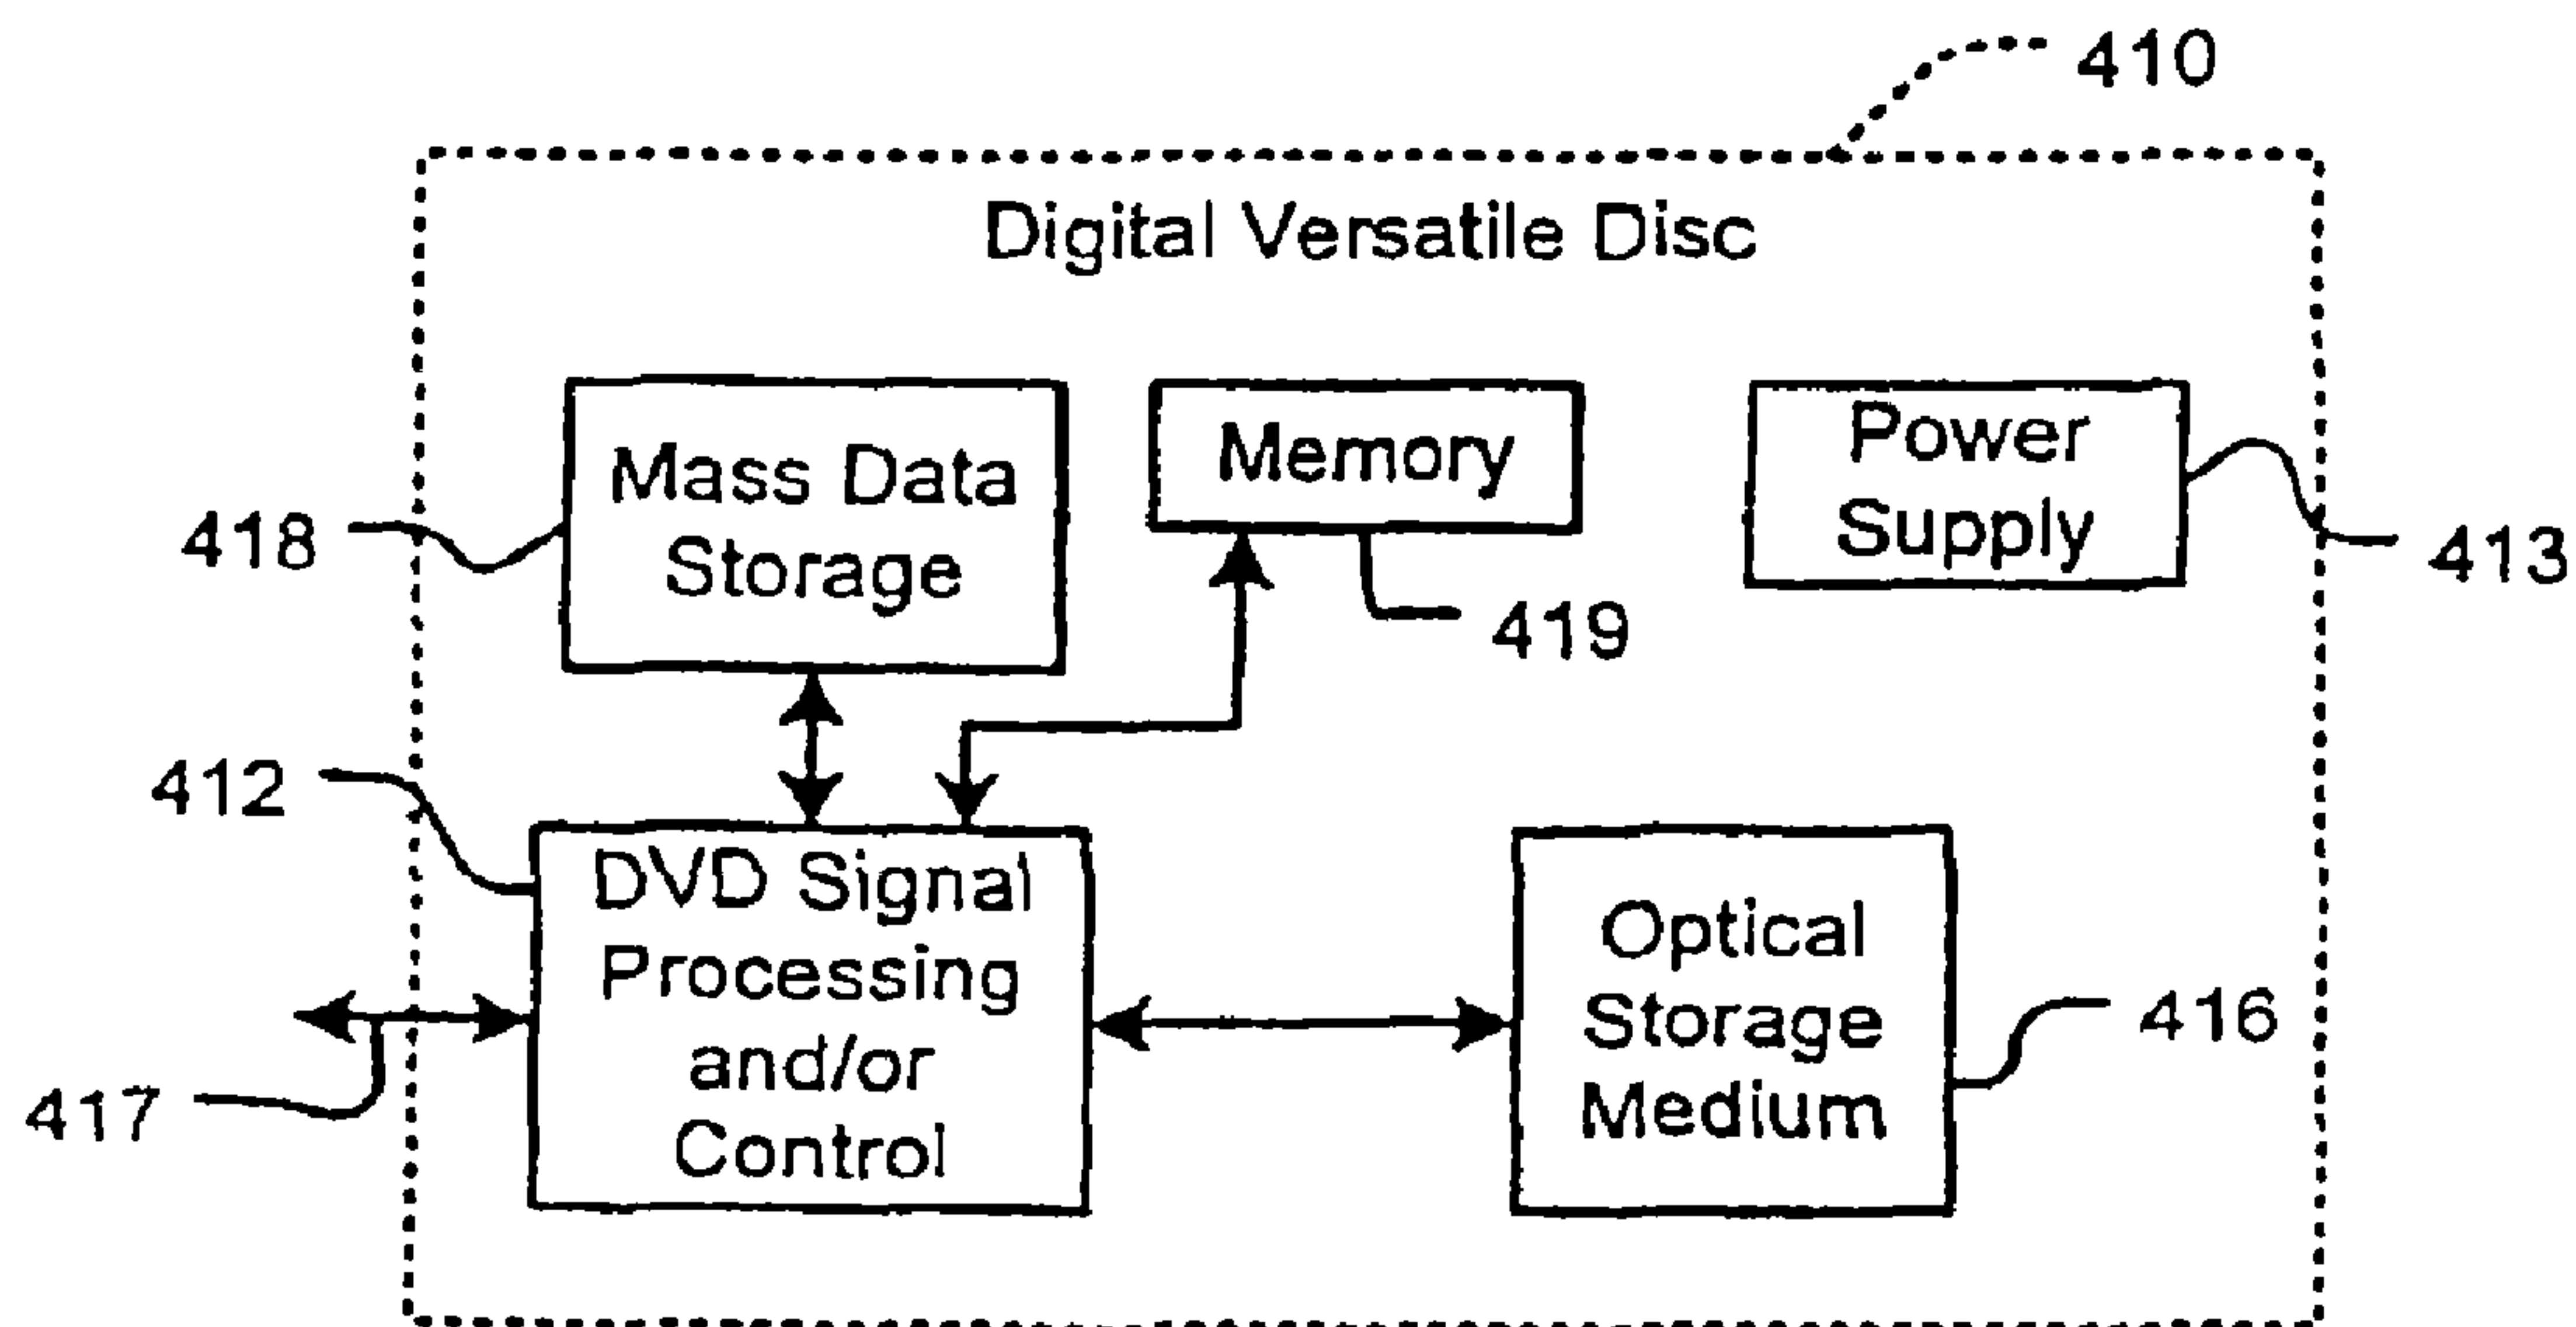 410
Digital Versatile Disc
Mass Data
Storage
Memory
Power
Supply
418
413
419
412
DVD Signal
Processing
and/or
Control
Optical
Storage
Medium
416
417